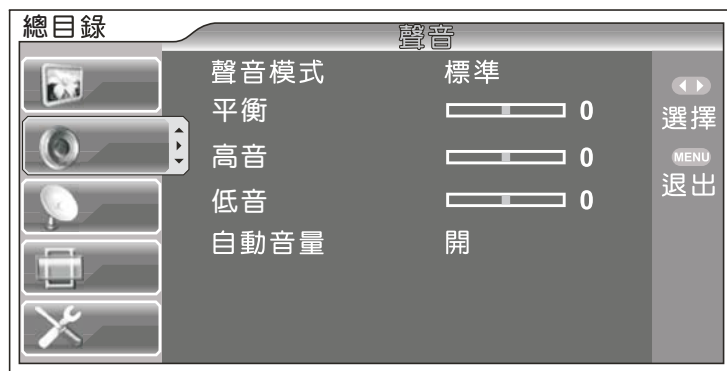 總目錄
聲音
聲音模式 標準
平衡 0
高音 0
低音 0
自動音量 開
選擇
MENU
退出